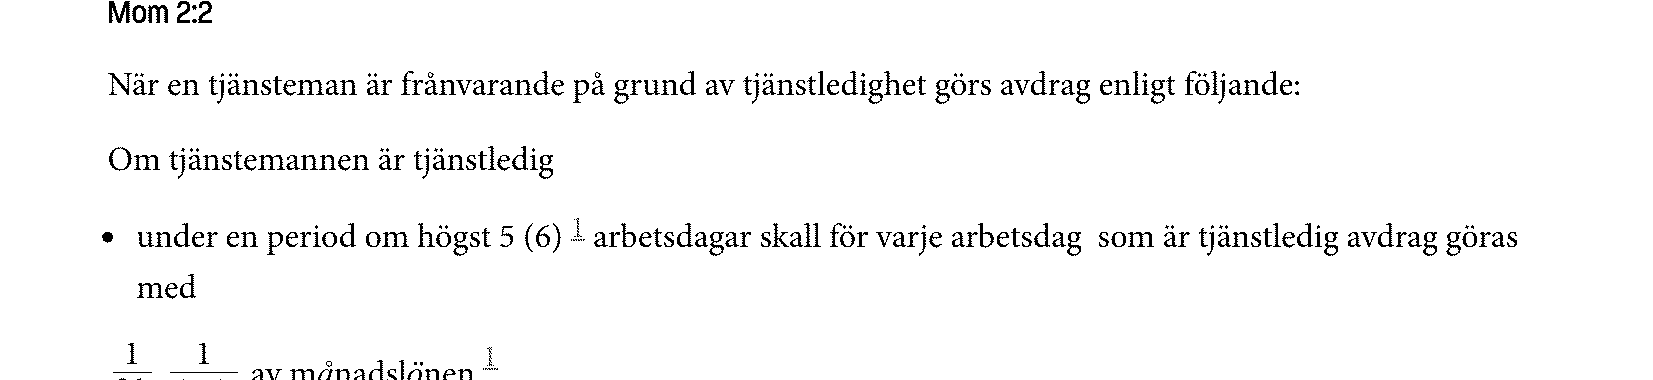 Mom 2:2
När en tjänsteman är frånvarande på grund av tjänstledighet görs avdrag enligt följande:
Om tjänstemannen är tjänstledig
• under en period om högst 5 (6) 1 arbetsdagar skall för varje arbetsdag som är tjänstledig avdrag göras
med
1 1 av månadslönen 1